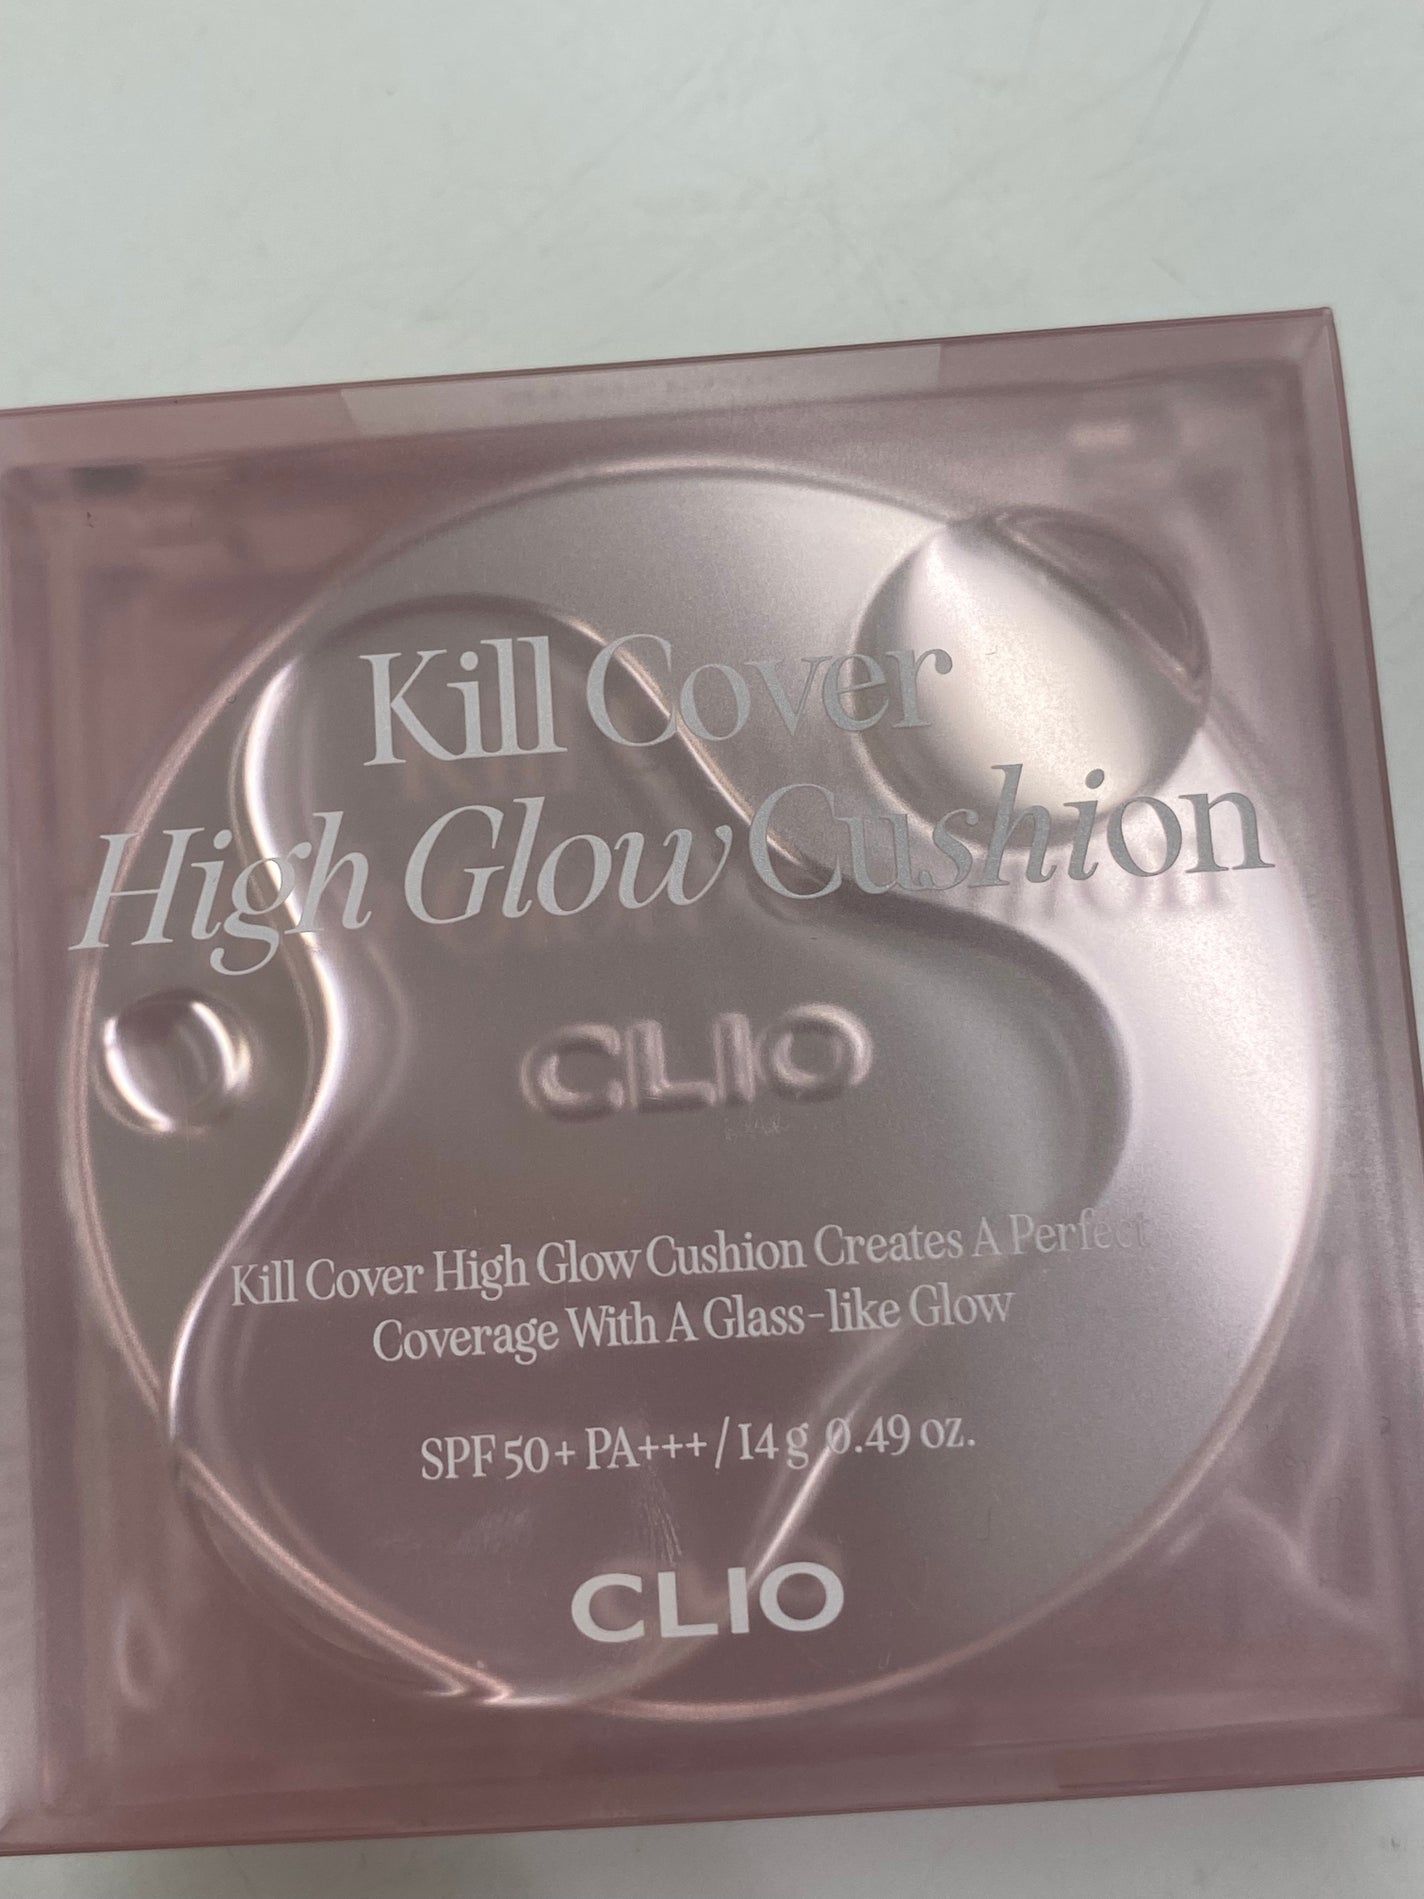 Kill Cover
High Glow Cushion
CLIO
Kill Cover High Glow Cushion Creates A Perfect
Coverage With A Glass-like Glow
SPF 50+ PA+++ / 14 g 0.49 oz.
CLIO